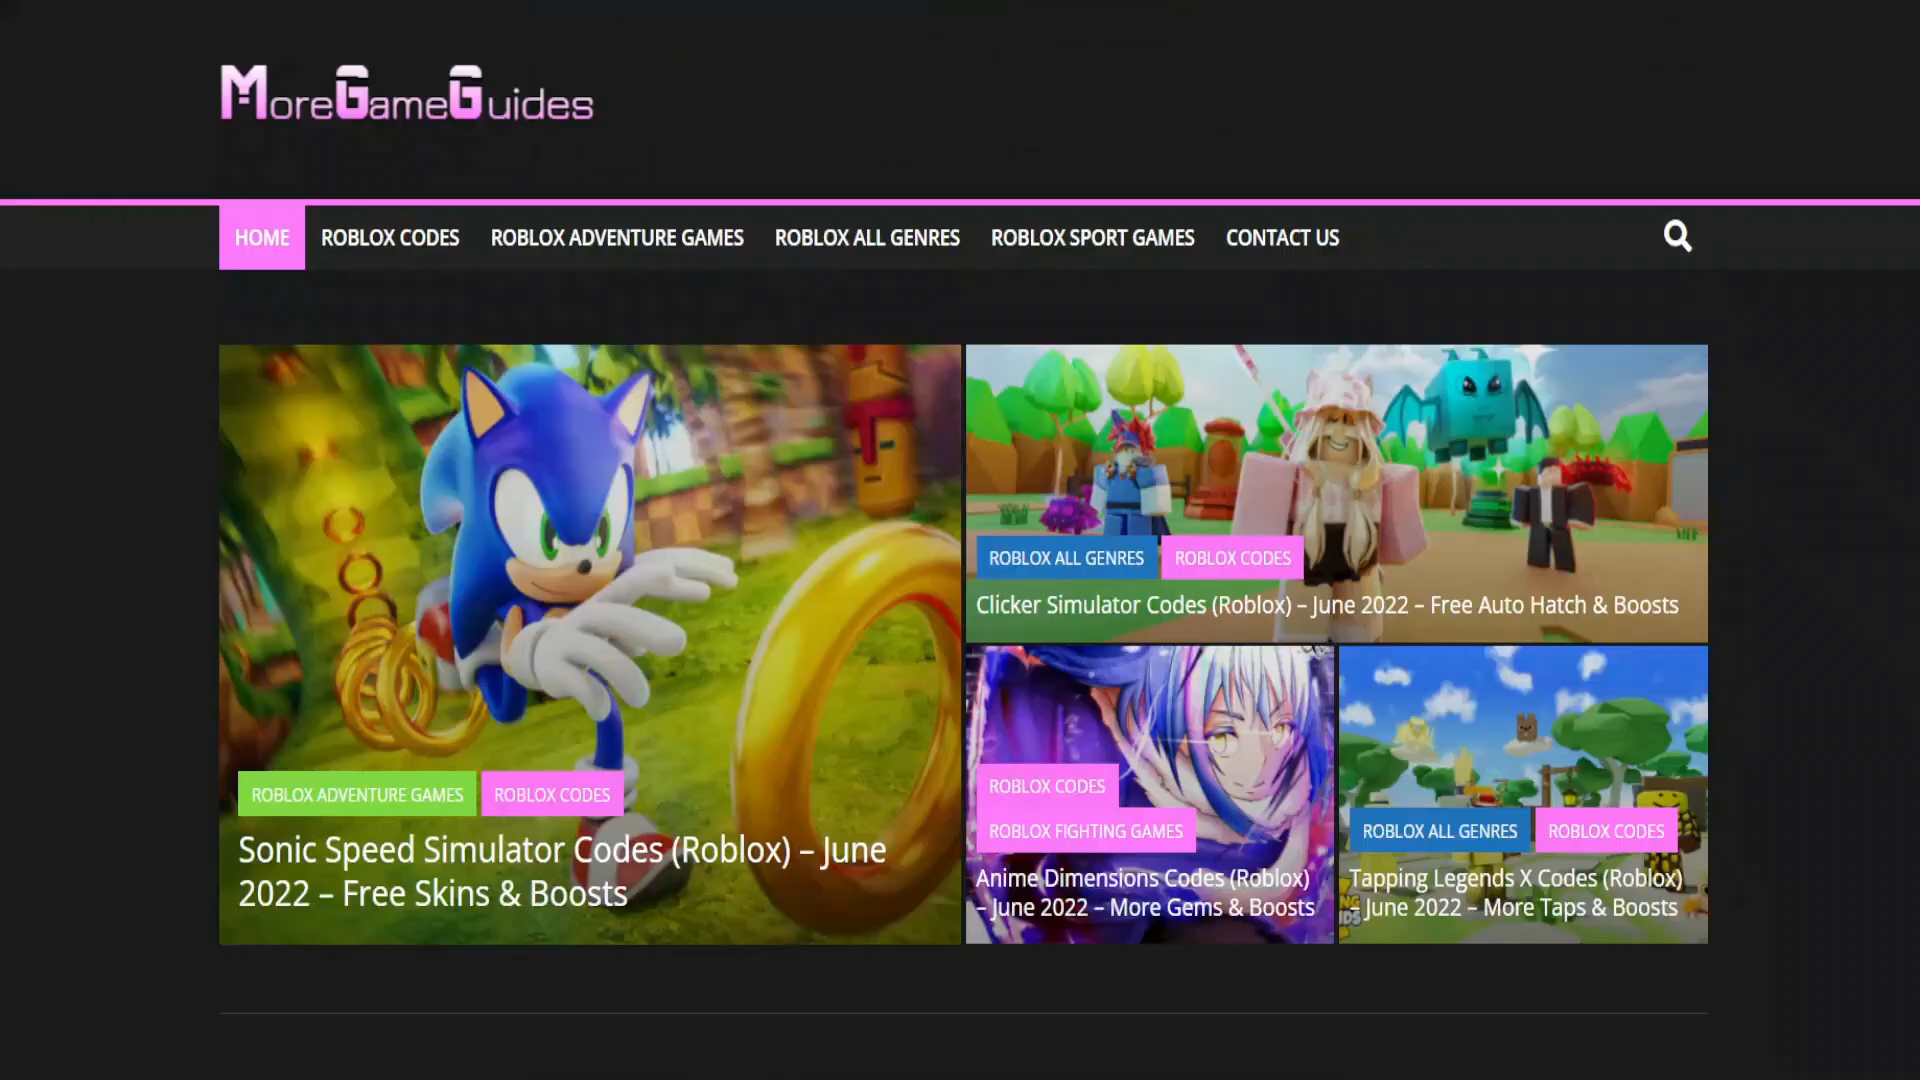 MoreGameGuides
HOME ROBLOX CODES ROBLOX ADVENTURE GAMES ROBLOX ALL GENRES ROBLOX SPORT GAMES CONTACT US
ROBLOX ADVENTURE GAMES ROBLOX CODES
Sonic Speed Simulator Codes (Roblox) – June
2022 – Free Skins & Boosts
ROBLOX ALL GENRES ROBLOX CODES
Clicker Simulator Codes (Roblox) – June 2022 – Free Auto Hatch & Boosts
ROBLOX CODES
ROBLOX FIGHTING GAMES
Anime Dimensions Codes (Roblox)
– June 2022 – More Gems & Boosts
ROBLOX ALL GENRES ROBLOX CODES
Tapping Legends X Codes (Roblox)
– June 2022 – More Taps & Boosts